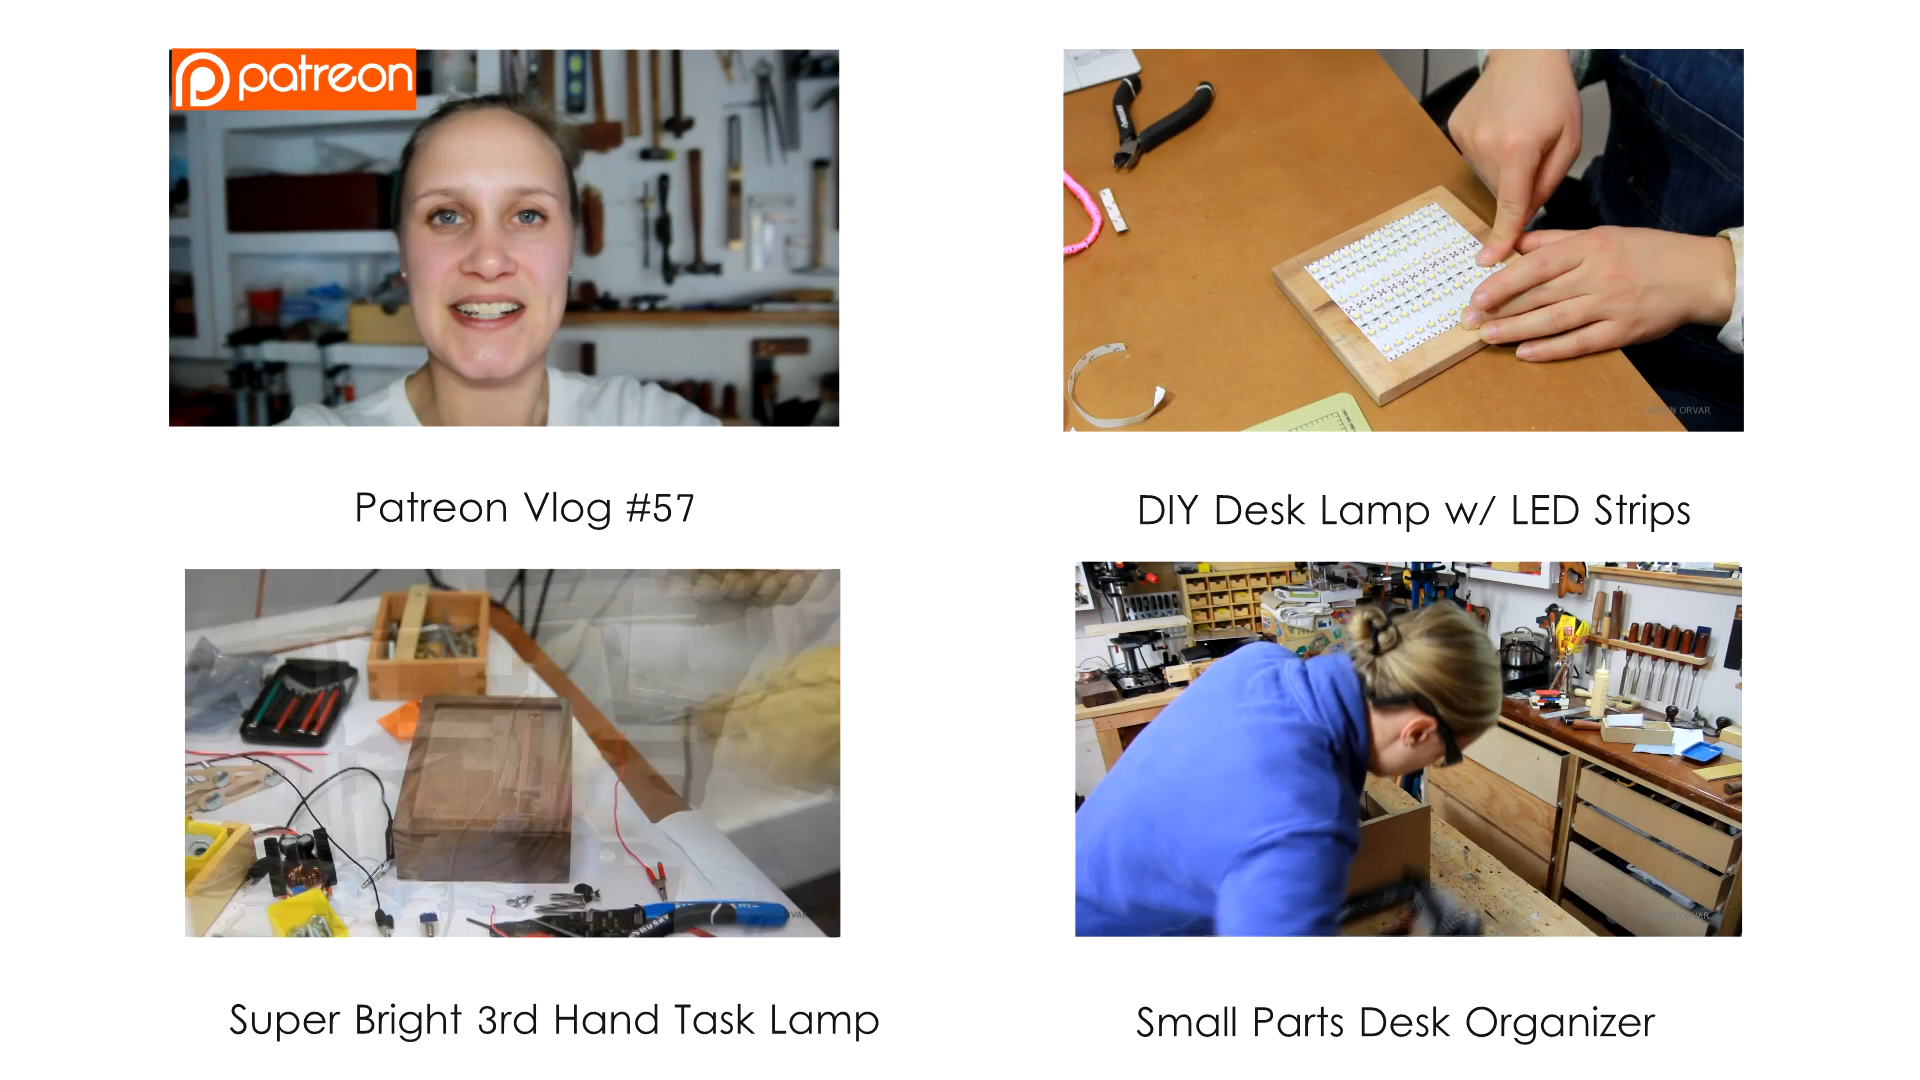 patreon
Patreon Vlog #57
DIY Desk Lamp w/ LED Strips
Super Bright 3rd Hand Task Lamp
Small Parts Desk Organizer